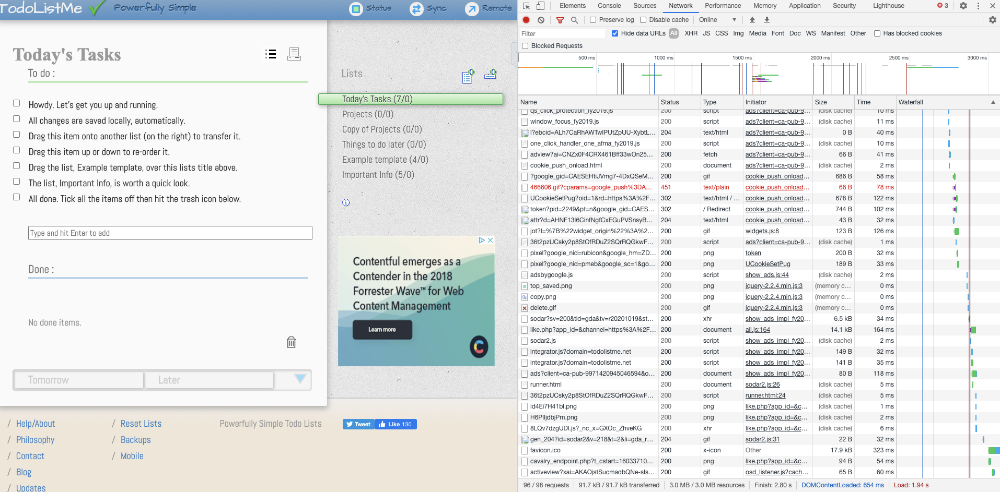 TodoListMe Powerfully Simple
Status Sync Remote
Today's Tasks
To do :
Howdy. Let's get you up and running.
All changes are saved locally, automatically.
Drag this item onto another list (on the right) to transfer it.
Drag this item up or down to re-order it.
Drag the list, Example template, over this lists title above.
The list, Important Info, is worth a quick look.
All done. Tick all the items off then hit the trash icon below.
Type and hit Enter to add
Done :
No done items.
Tomorrow Later
Lists
Today's Tasks (7/0)
Projects (0/0)
Copy of Projects (0/0)
Things to do later (0/0)
Example template (4/0)
Important Info (5/0)
Contentful emerges as a
Contender in the 2018
Forrester Wave™ for Web
Content Management
Learn more
/ Help/About
/ Philosophy
/ Contact
/ Blog
/ Updates
/ Reset Lists
/ Backups
/ Mobile
Powerfully Simple Todo Lists
Tweet Like 130
Elements Console Sources Network Performance Memory Application Security Lighthouse 3
Preserve log Disable cache Online
Filter Hide data URLs All XHR JS CSS Img Media Font Doc WS Manifest Other Has blocked cookies
Blocked Requests
500 ms 1000 ms 1500 ms 2000 ms 2500 ms 3000 ms
Name Status Type Initiator Size Time Waterfall
qs_click_protection_fy2019.js 200 script ads?client=ca-pub-9... (disk cache) 10 ms
window_focus_fy2019.js 200 script ads?client=ca-pub-9... (disk cache) 11 ms
l?ebcid=ALh7CaRhAWTwlPUtZpUU-XybtL... 204 text/html ads?client=ca-pub-9... 0 B 40 ms
one_click_handler_one_afma_fy2019.js 200 script ads?client=ca-pub-9... (disk cache) 10 ms
adview?ai=CNZx0F4CRX461Bff33wOn25... 200 fetch ads?client=ca-pub-9... 66 B 41 ms
cookie_push_onload.html 200 document ads?client=ca-pub-9... (disk cache) 2 ms
?google_gid=CAESEHtiJVmg7-4DxQSeM... 200 gif cookie_push_onload... 686 B 58 ms
466606.gif?cparams=google_push%3DA... 451 text/plain cookie_push_onload... 66 B 78 ms
UCookieSetPug?oid=1&rd=https%3A%2F... 302 text/html / ... cookie_push_onload... 678 B 122 ms
token?pid=2249&pt=n&google_gid=CAES... 302 / Redirect cookie_push_onload... 744 B 102 ms
attr?d=AHNF13I6CinfNgfCxEGuPVSnsyB... 204 text/html cookie_push_onload... 43 B 32 ms
jot?l=%7B%22widget_origin%22%3A%2... 200 gif widgets.js:8 123 B 126 ms
36t2pzUCsky2p8StOfRDuZ2SQrRQGkwF... 200 script ads?client=ca-pub-9... (disk cache) 1 ms
pixel?google_nid=rubicon&google_hm=ZD... 200 png token 200 B 32 ms
pixel?google_nid=pmeb&google_sc=1&go... 200 png UCookieSetPug 189 B 33 ms
adsbygoogle.js 200 script show_ads.js:44 (disk cache) 2 ms
top_saved.png 200 png jquery-2.2.4.min.js:3 (memory c... 0 ms
copy.png 200 png jquery-2.2.4.min.js:3 (memory c... 0 ms
delete.gif 200 gif jquery-2.2.4.min.js:3 (memory c... 0 ms
sodar?sv=200&tid=gda&tv=r20201019&st... 200 xhr show_ads_impl_fy20... 6.5 kB 34 ms
like.php?app_id=&channel=https%3A%2F... 200 document all.js:164 14.1 kB 164 ms
sodar2.js 200 script show_ads_impl_fy20... (disk cache) 2 ms
integrator.js?domain=todolistme.net 200 script show_ads_impl_fy20... 149 B 32 ms
integrator.js?domain=todolistme.net 200 script show_ads_impl_fy20... 141 B 35 ms
ads?client=ca-pub-9971420945046594&o... 200 document show_ads_impl_fy20... 80 B 118 ms
runner.html 200 document sodar2.js:26 (disk cache) 5 ms
36t2pzUCsky2p8StOfRDuZ2SQrRQGkwF... 200 script runner.html:24 (disk cache) 5 ms
id4Ei7H41bI.png 200 png like.php?app_id=&c... (disk cache) 1 ms
H6PIIjdbjPm.png 200 png like.php?app_id=&c... (disk cache) 2 ms
8LQv7dzgUDl.js?_nc_x=GXOc_ZhveKG 200 xhr like.php?app_id=&c... (disk cache) 6 ms
gen_204?id=sodar2&v=218&t=2&li=gda_r... 204 gif sodar2.js:31 22 B 32 ms
favicon.ico 200 x-icon Other 17.9 kB 323 ms
cavalry_endpoint.php?t_cstart=16033710... 200 png like.php?app_id=&c... 94 B 54 ms
activeview?xai=AKAOjstSucmadbQNe-sIs... 200 gif osd_listener.js?cach... 65 B 60 ms
96 / 98 requests 91.7 kB / 91.7 kB transferred 3.0 MB / 3.0 MB resources Finish: 2.80 s DOMContentLoaded: 654 ms Load: 1.94 s